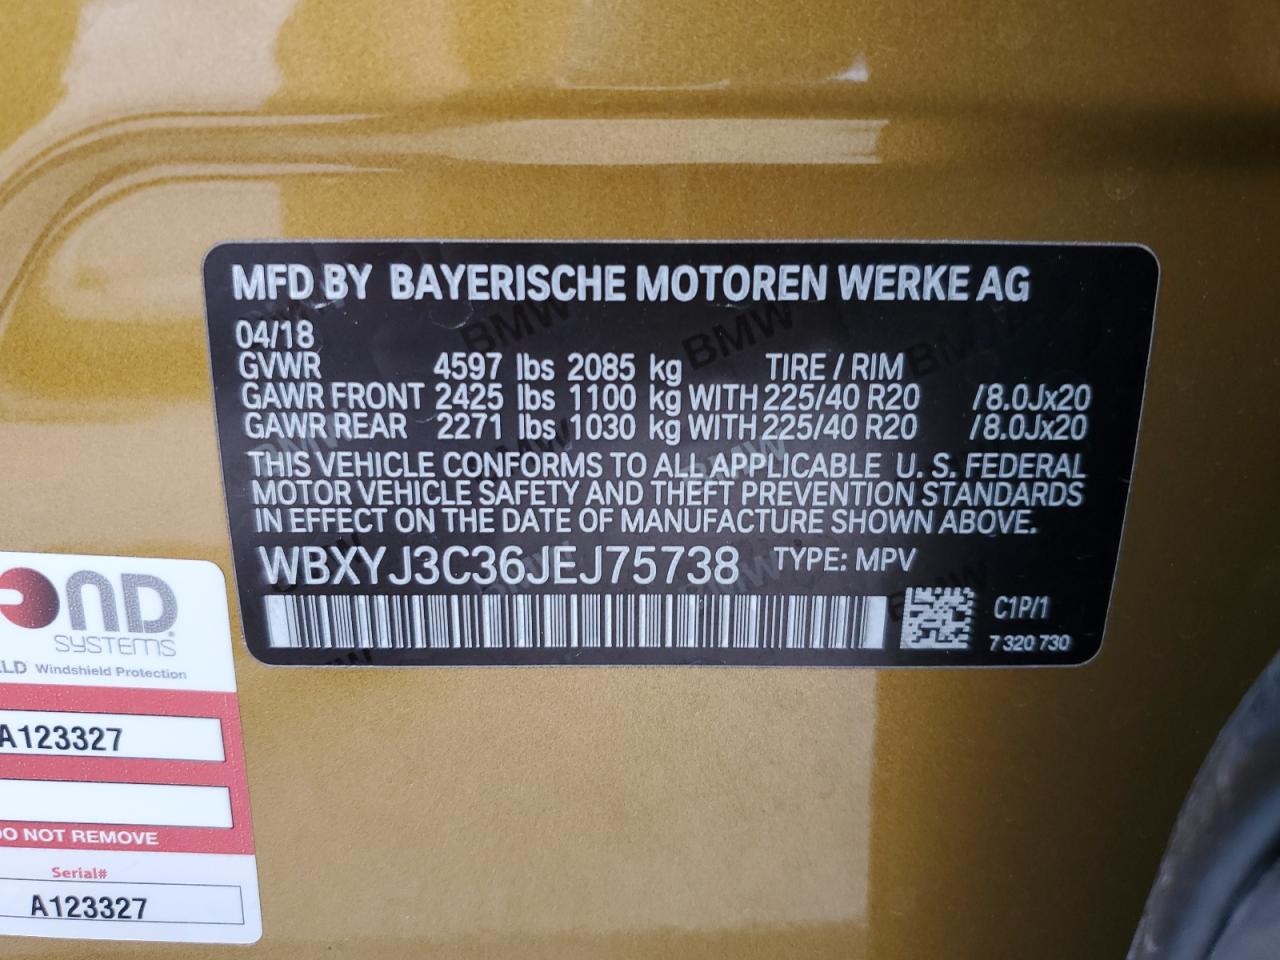 MFD BY BAYERISCHE MOTOREN WERKE AG
04/18
GVWR 4597 lbs 2085 kg TIRE / RIM
GAWR FRONT 2425 lbs 1100 kg WITH 225/40 R20 /8.0Jx20
GAWR REAR 2271 lbs 1030 kg WITH 225/40 R20 /8.0Jx20
THIS VEHICLE CONFORMS TO ALL APPLICABLE U. S. FEDERAL
MOTOR VEHICLE SAFETY AND THEFT PREVENTION STANDARDS
IN EFFECT ON THE DATE OF MANUFACTURE SHOWN ABOVE.
WBXYJ3C36JEJ75738 TYPE: MPV
C1P/1
7 320 730
OND
SYSTEMS
ELD Windshield Protection
A123327
DO NOT REMOVE
Serial#
A123327